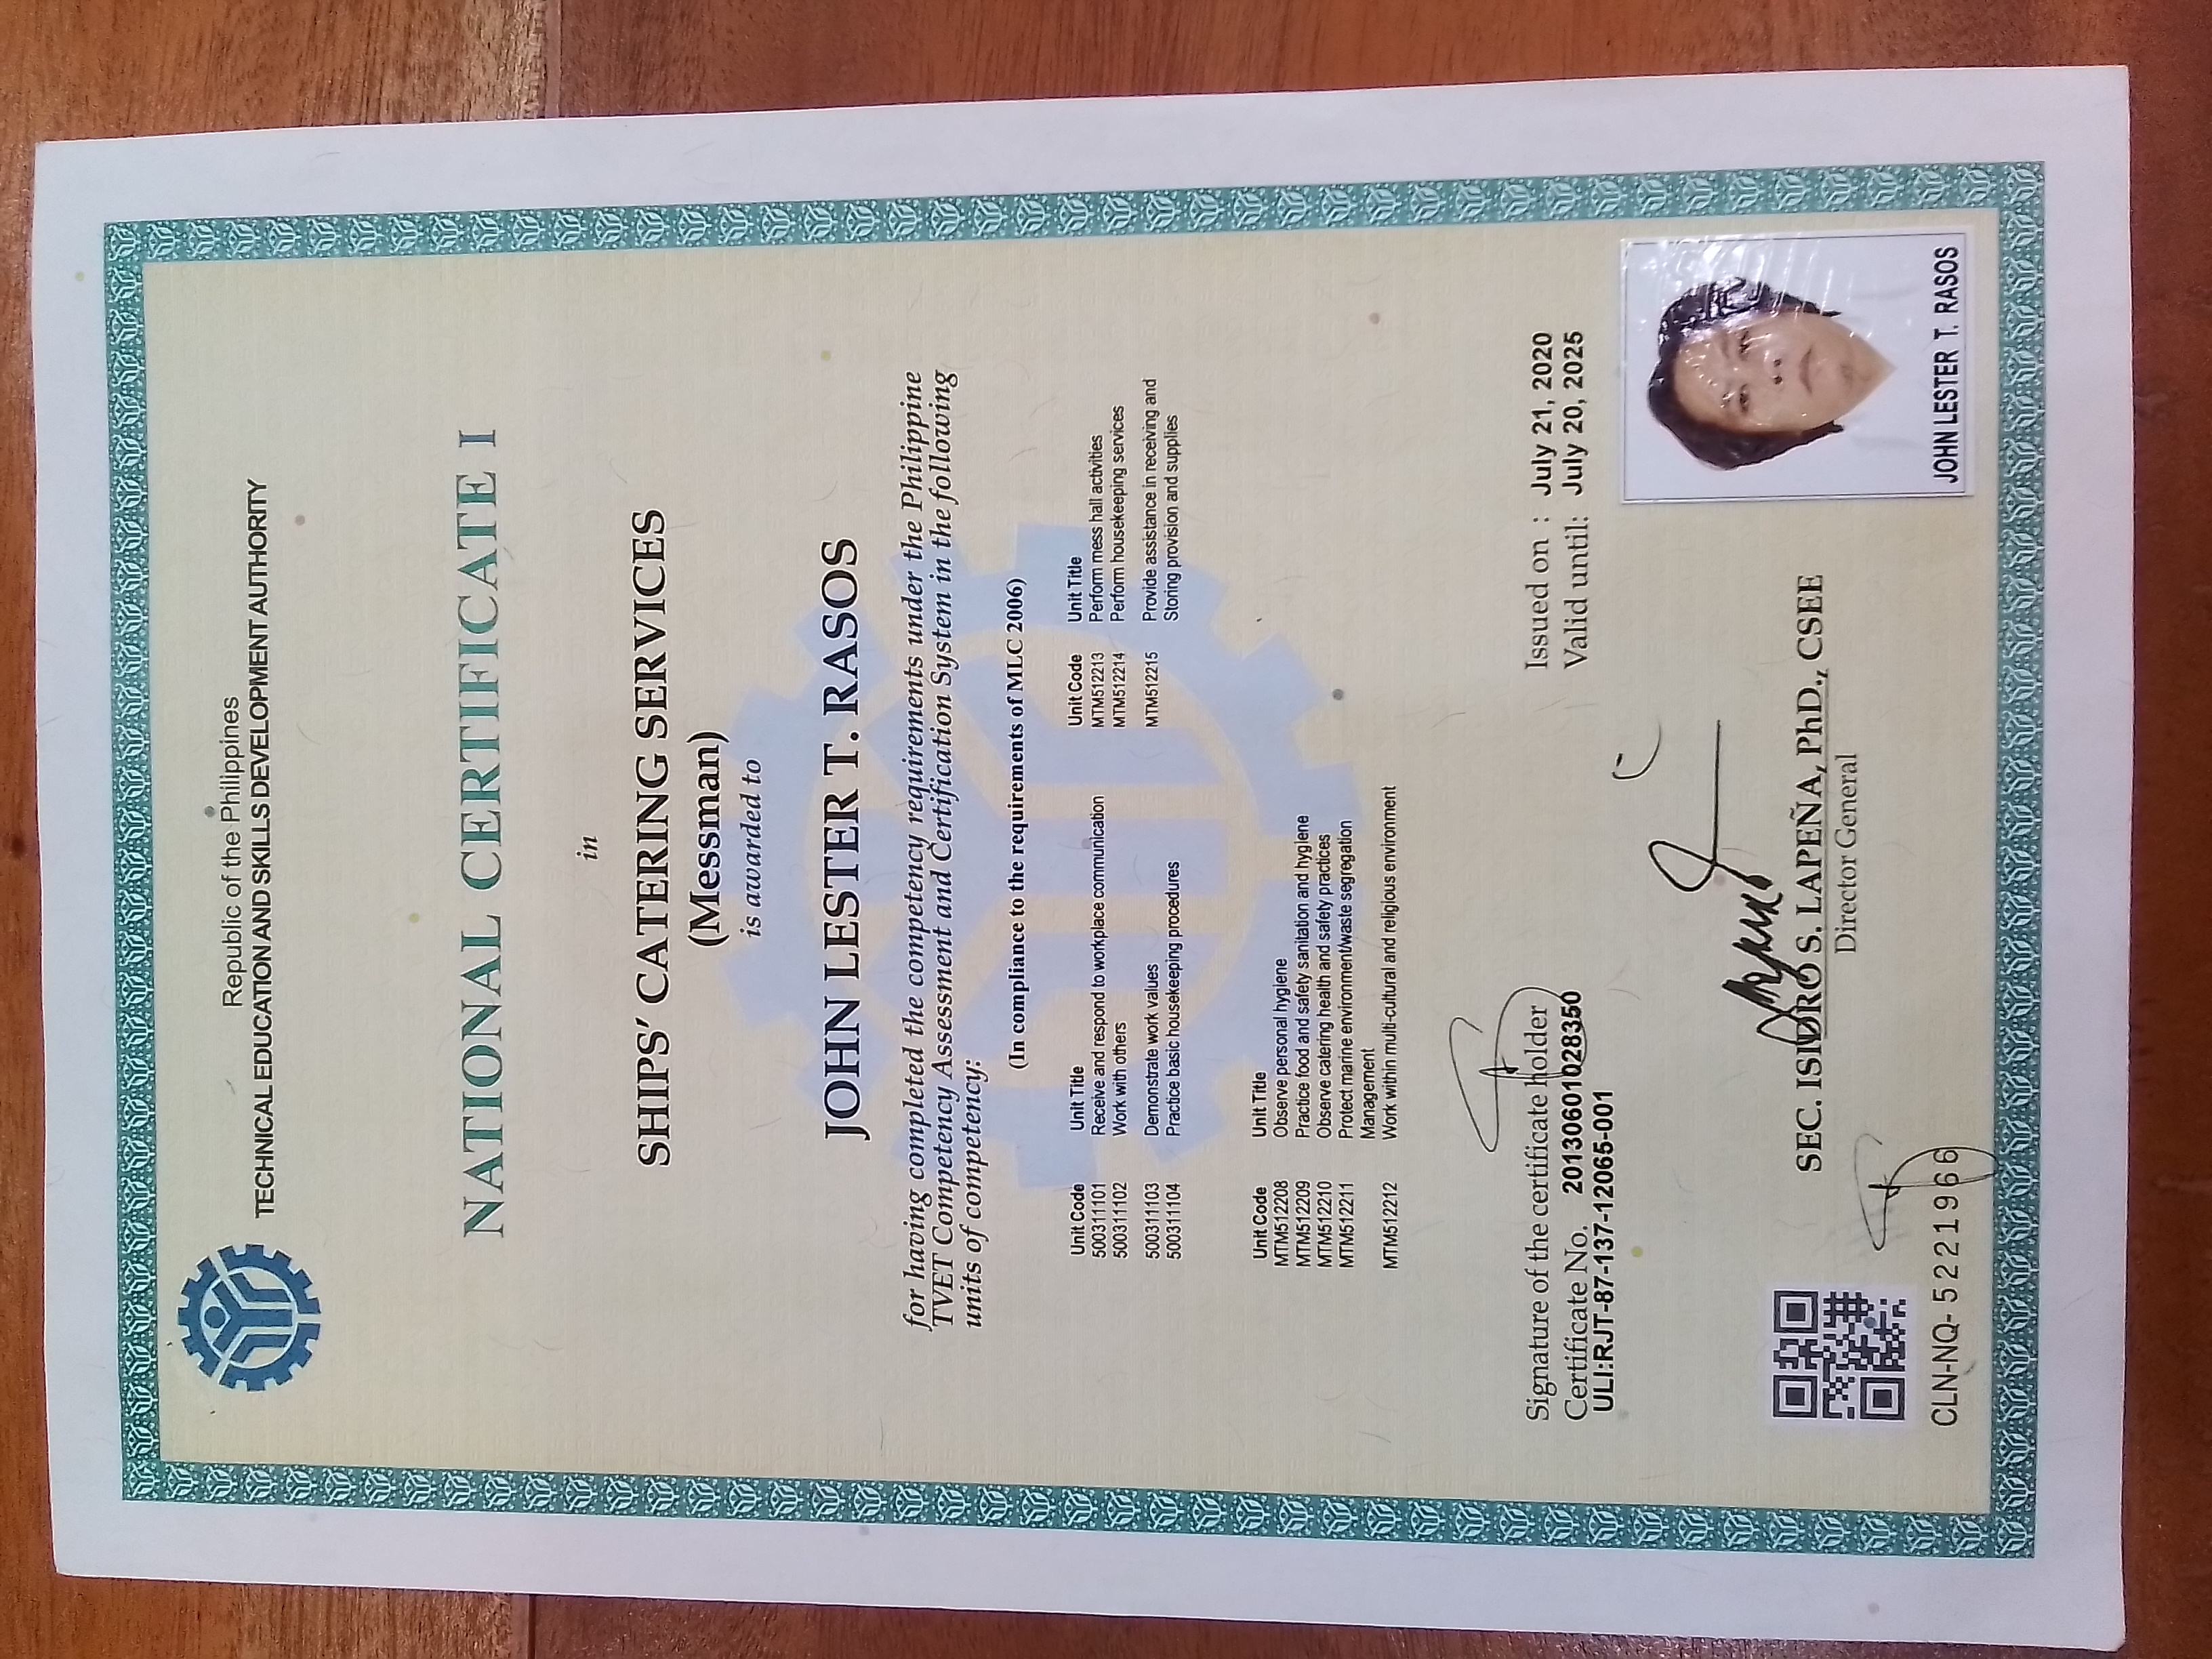 Republic of the Philippines
TECHNICAL EDUCATION AND SKILLS DEVELOPMENT AUTHORITY
NATIONAL CERTIFICATE I
in
SHIPS' CATERING SERVICES
(Messman)
is awarded to
JOHN LESTER T. RASOS
for having completed the competency requirements under the Philippine
TVET Competency Assessment and Certification System in the following
units of competency:
(In compliance to the requirements of MLC 2006)
Unit Code Unit Title
500311101 Receive and respond to workplace communication
500311102 Work with others
500311103 Demonstrate work values
500311104 Practice basic housekeeping procedures
Unit Code Unit Title
MTM512213 Perform mess hall activities
MTM512214 Perform housekeeping services
MTM512215 Provide assistance in receiving and
Storing provision and supplies
Unit Code Unit Title
MTM512208 Observe personal hygiene
MTM512209 Practice food and safety sanitation and hygiene
MTM512210 Observe catering health and safety practices
MTM512211 Protect marine environment/waste segregation
Management
MTM512212 Work within multi-cultural and religious environment
Signature of the certificate holder
Certificate No. 20130601028350
ULI:RJT-87-137-12065-001
Issued on : July 21, 2020
Valid until: July 20, 2025
SEC. ISIDRO S. LAPEÑA, PhD., CSEE
Director General
CLN-NQ- 5221966
JOHN LESTER T. RASOS